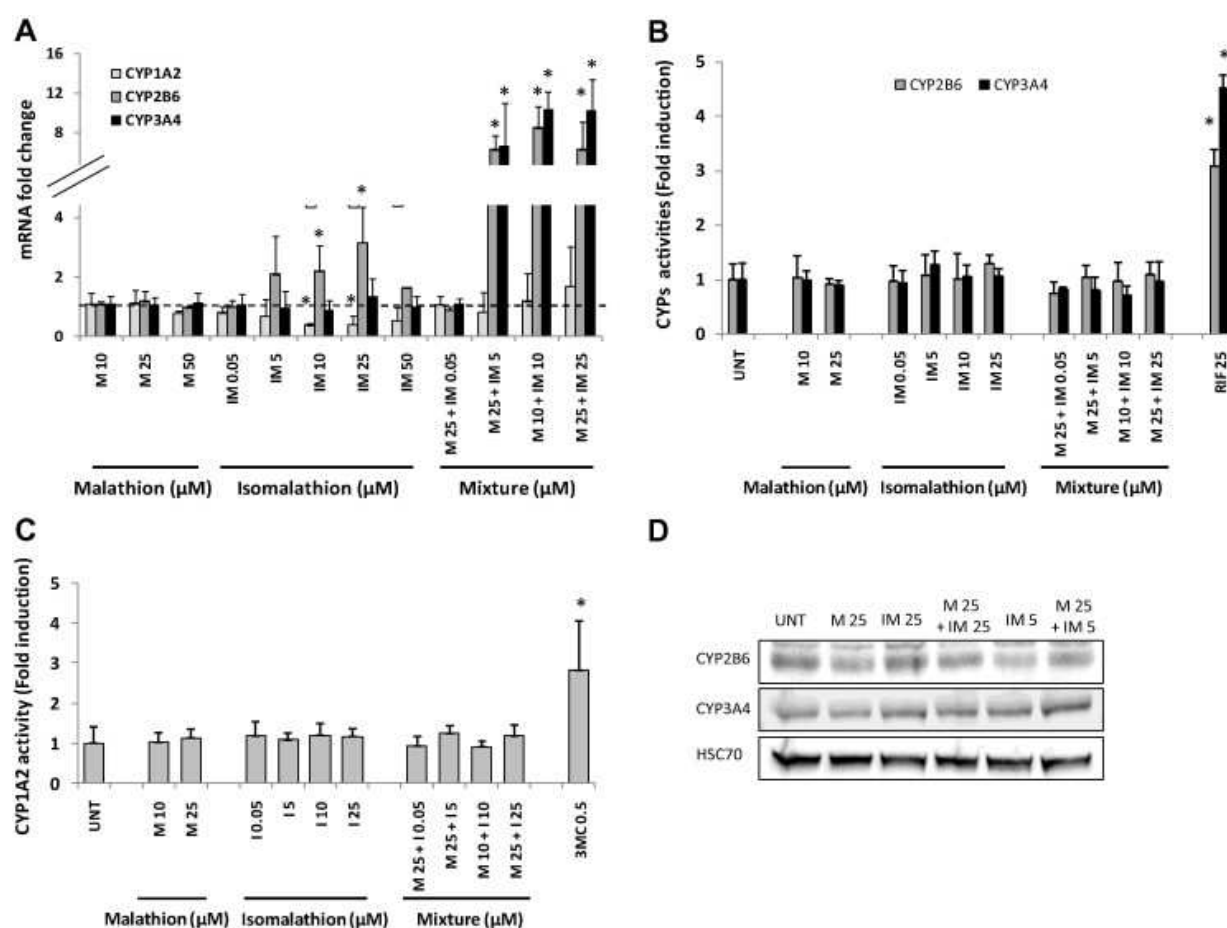 A
mRNA fold change
16
12
8
4
2
0
CYP1A2
CYP2B6
CYP3A4
* * * * * * * * * *
M 10
M 25
M 50
IM 0.05
IM 5
IM 10
IM 25
IM 50
M 25 + IM 0.05
M 25 + IM 5
M 10 + IM 10
M 25 + IM 25
Malathion (µM)
Isomalathion (µM)
Mixture (µM)
B
CYPs activities (Fold induction)
5
4
3
2
1
0
CYP2B6
CYP3A4
* *
UNT
M 10
M 25
IM 0.05
IM 5
IM 10
IM 25
M 25 + IM 0.05
M 25 + IM 5
M 10 + IM 10
M 25 + IM 25
RIF 25
Malathion (µM)
Isomalathion (µM)
Mixture (µM)
C
CYP1A2 activity (Fold induction)
5
4
3
2
1
0
*
UNT
M 10
M 25
I 0.05
I 5
I 10
I 25
M 25 + I 0.05
M 25 + I 5
M 10 + I 10
M 25 + I 25
3MC 0.5
Malathion (µM)
Isomalathion (µM)
Mixture (µM)
D
UNT
M 25
IM 25
M 25
+ IM 25
IM 5
M 25
+ IM 5
CYP2B6
CYP3A4
HSC70